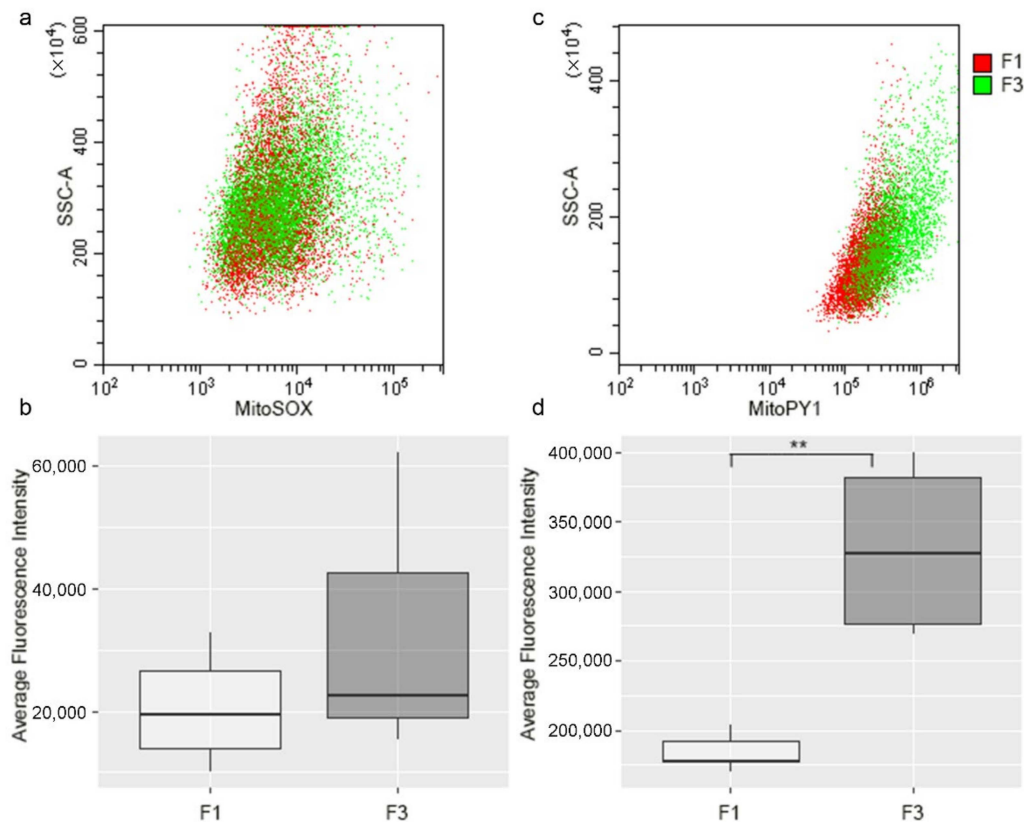 a
(×10⁴)
SSC-A
600
400
200
0
10² 10³ 10⁴ 10⁵
MitoSOX
c
(×10⁴)
SSC-A
400
200
0
10² 10³ 10⁴ 10⁵ 10⁶
MitoPY1
F1
F3
b
Average Fluorescence Intensity
60,000
40,000
20,000
F1 F3
d
Average Fluorescence Intensity
400,000
350,000
300,000
250,000
200,000
**
F1 F3